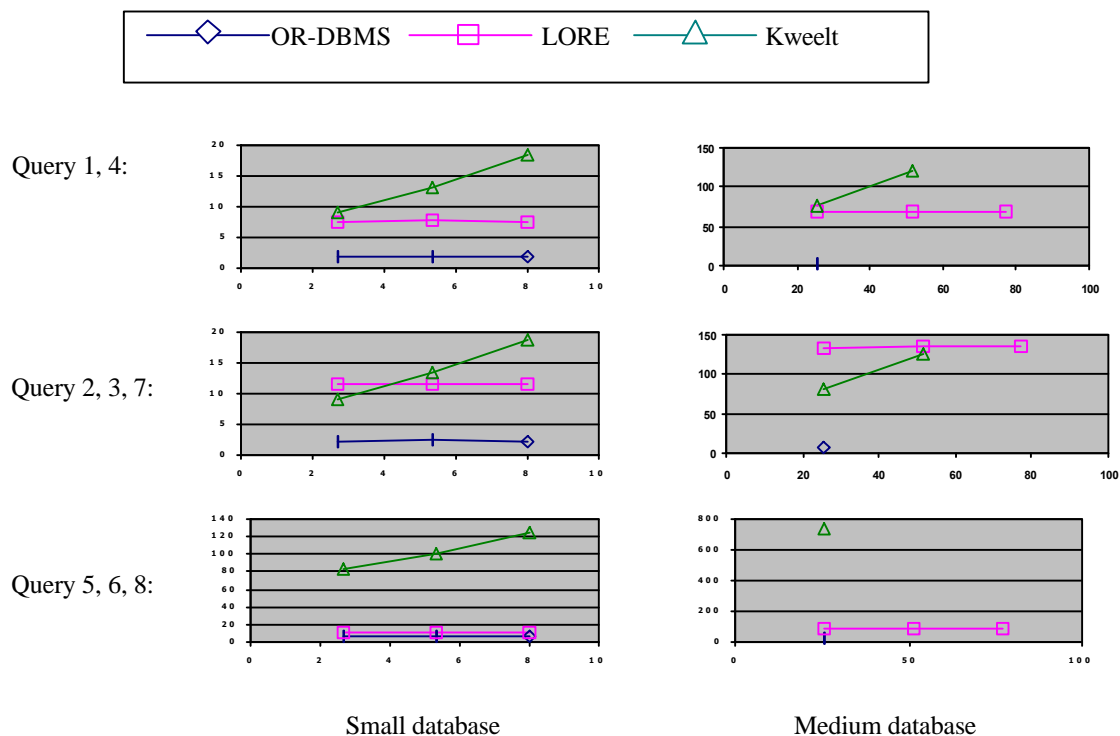 OR-DBMS LORE Kweelt
Query 1, 4:
20
15
10
5
0
0 2 4 6 8 10
150
100
50
0
0 20 40 60 80 100
Query 2, 3, 7:
20
15
10
5
0
0 2 4 6 8 10
150
100
50
0
0 20 40 60 80 100
Query 5, 6, 8:
140
120
100
80
60
40
20
0
0 2 4 6 8 10
800
600
400
200
0
0 50 100
Small database
Medium database